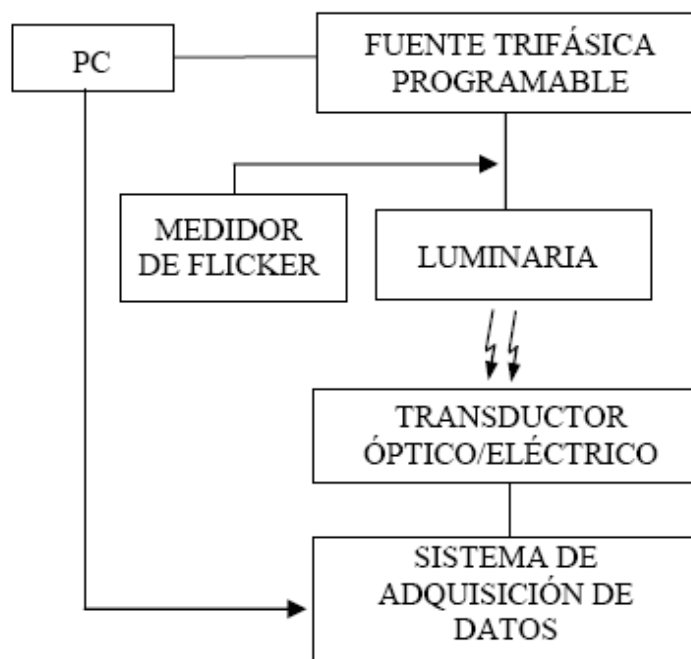 PC
FUENTE TRIFÁSICA
PROGRAMABLE
MEDIDOR
DE FLICKER
LUMINARIA
TRANSDUCTOR
ÓPTICO/ELÉCTRICO
SISTEMA DE
ADQUISICIÓN DE
DATOS